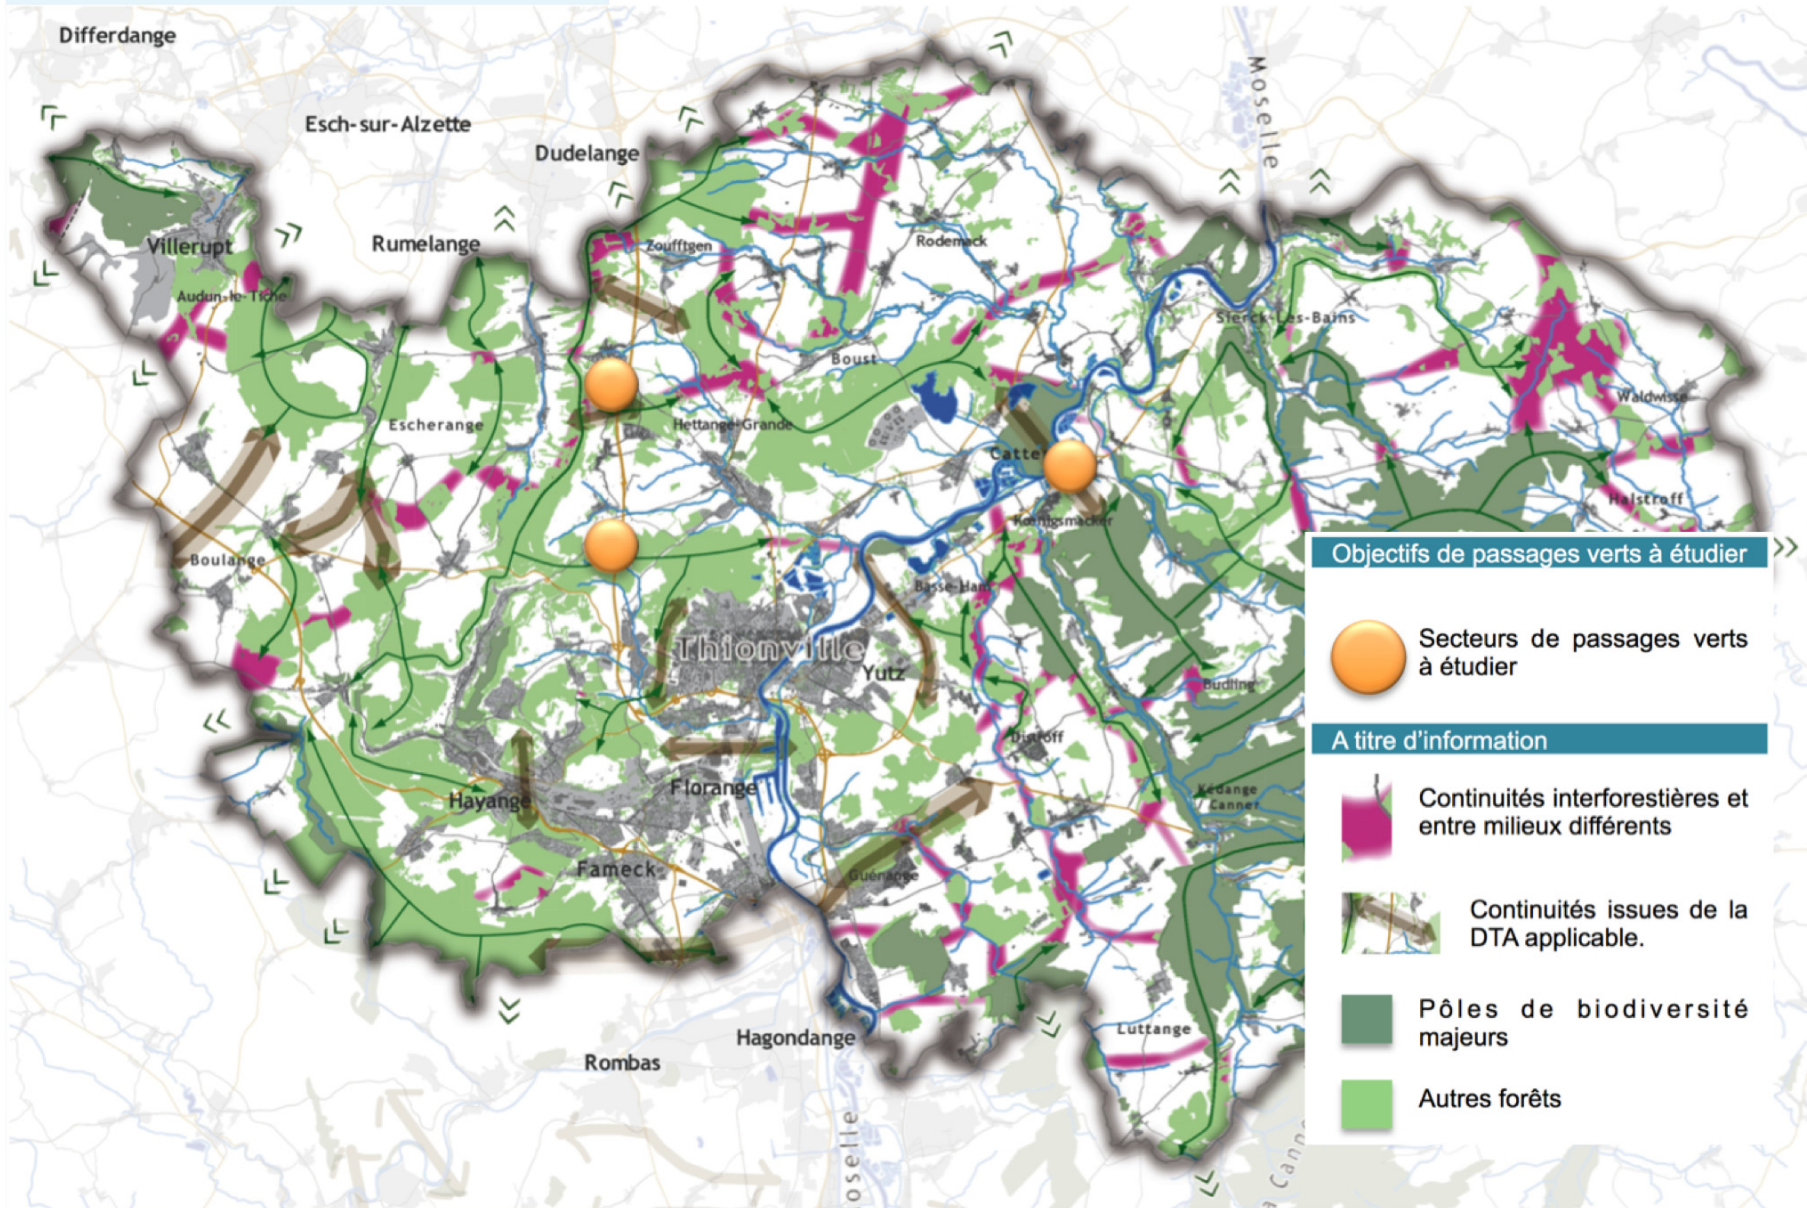 Differdange
Esch-sur-Alzette
Dudelange
Moselle
Villerupt
Rumelange
Zoufftgen
Rodemack
Audun-le-Tiche
Sierck-Les-Bains
Boust
Waldwisse
Escherange
Hettange-Grande
Catte
Halstroff
Kœnigsmacker
Boulange
Basse-Ham
Thionville
Yutz
Budling
Distroff
Florange
Hayange
Kédange
/ Canner
Fameck
Guénange
Luttange
Hagondange
Rombas
oselle
a Cann
Objectifs de passages verts à étudier
Secteurs de passages verts
à étudier
A titre d'information
Continuités interforestières et
entre milieux différents
Continuités issues de la
DTA applicable.
Pôles de biodiversité
majeurs
Autres forêts